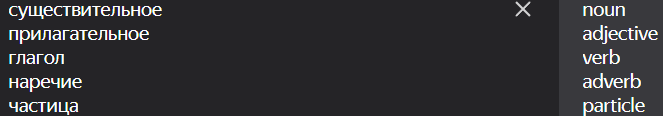 существительное noun
прилагательное adjective
глагол verb
наречие adverb
частица particle